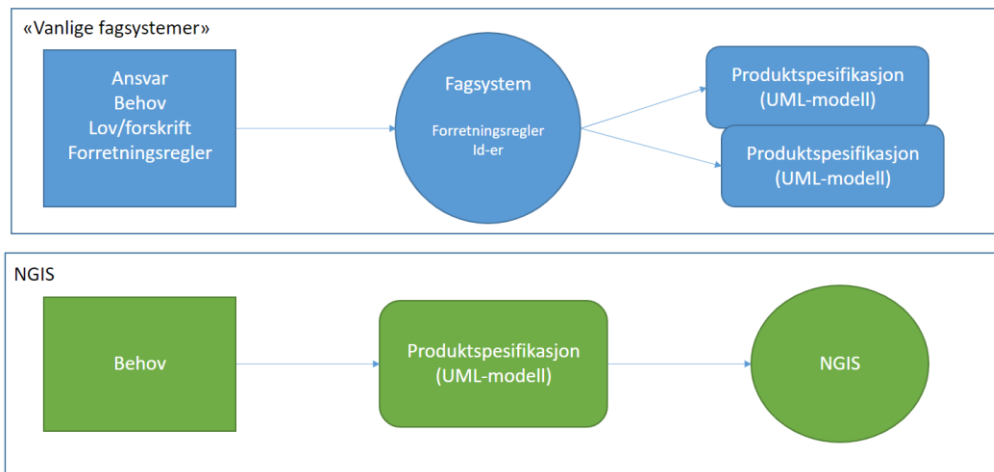 «Vanlige fagsystemer»
Ansvar
Behov
Lov/forskrift
Forretningsregler
Fagsystem
Forretningsregler
Id-er
Produktspesifikasjon
(UML-modell)
Produktspesifikasjon
(UML-modell)
NGIS
Behov
Produktspesifikasjon
(UML-modell)
NGIS